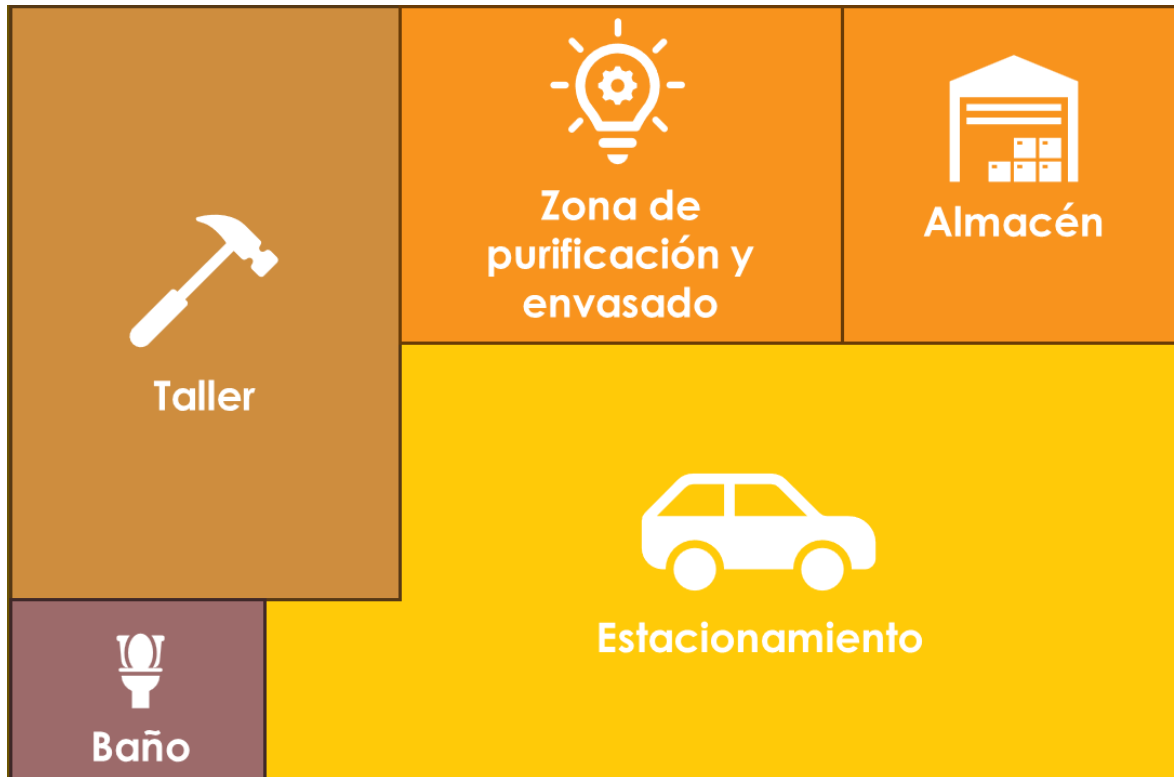 Zona de
purificación y
envasado
Almacén
Taller
Estacionamiento
Baño